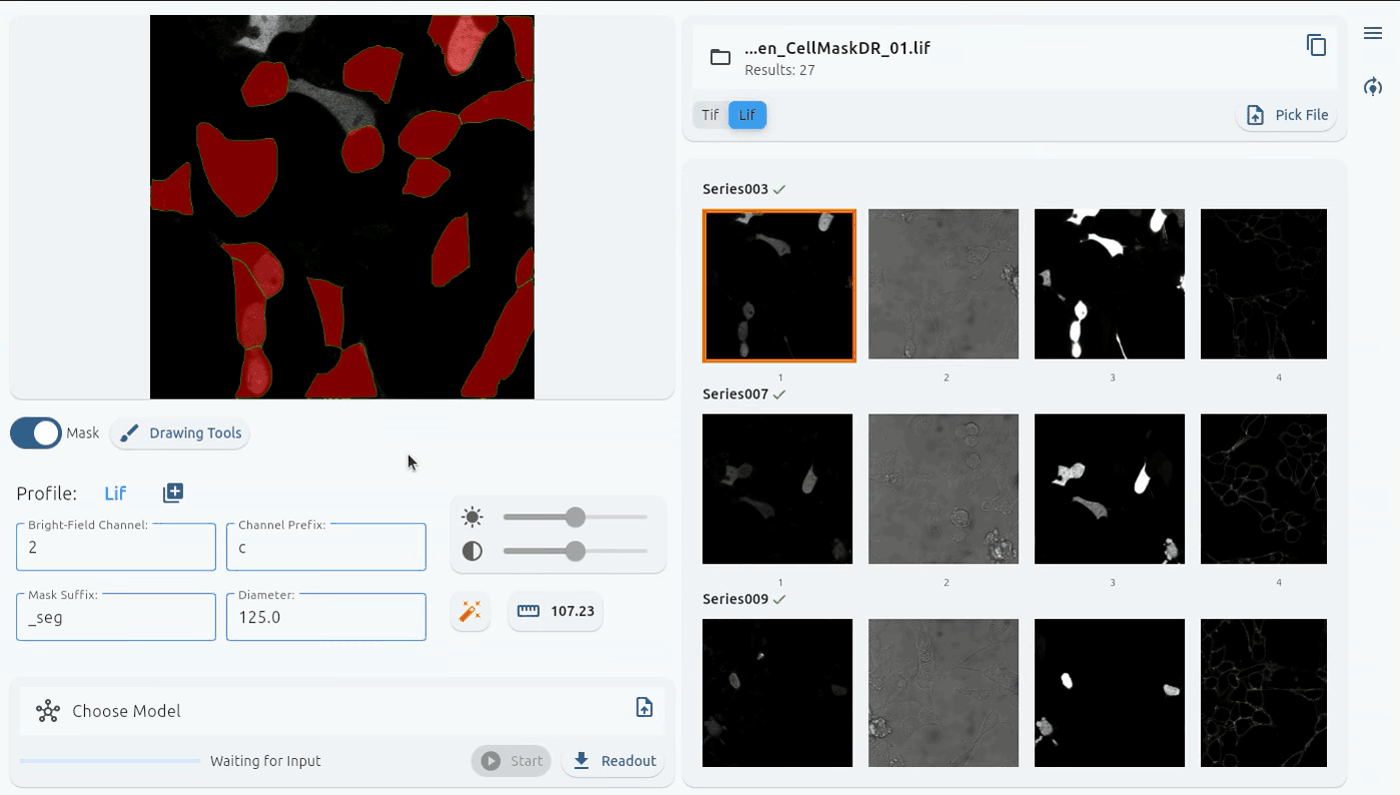 ...en_CellMaskDR_01.lif
Results: 27
Tif
Lif
Pick File
Mask
Drawing Tools
Profile:
Lif
Bright-Field Channel:
2
Channel Prefix:
c
Mask Suffix:
_seg
Diameter:
125.0
107.23
Choose Model
Waiting for Input
Start
Readout
Series003
1
2
3
4
Series007
1
2
3
4
Series009